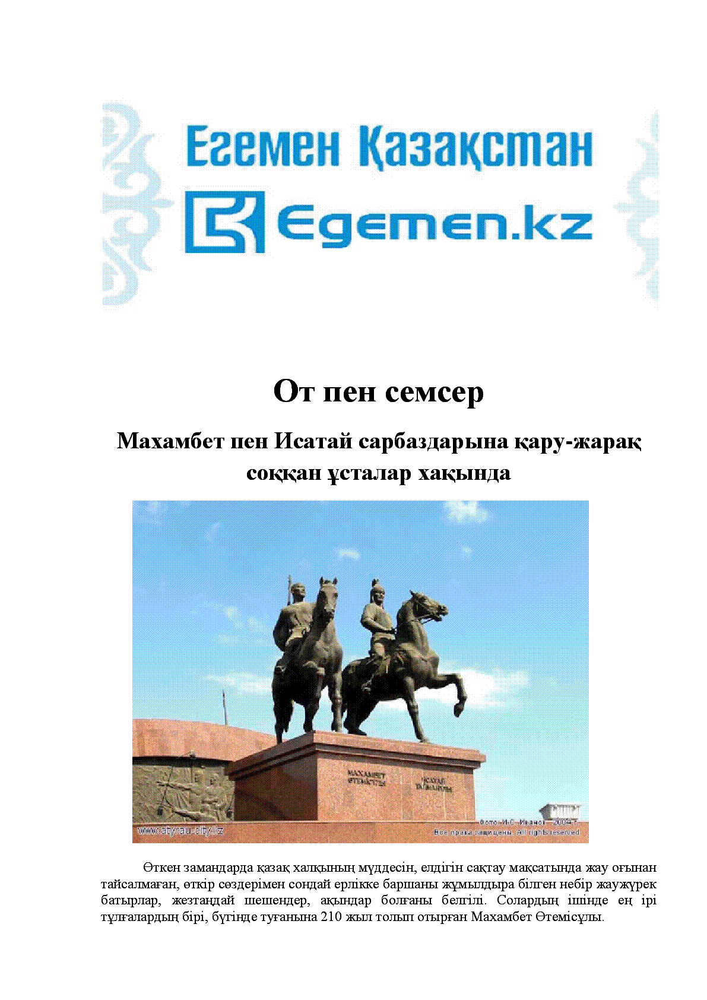 Егемен Қазақстан
Egemen.kz
От пен семсер
Махамбет пен Исатай сарбаздарына қару-жарақ
соққан ұсталар хақында
МАХАМБЕТ
ӨТЕМІСҰЛЫ
ИСАТАЙ
ТАЙМАНҰЛЫ
www.atyrau-city.kz
Фото: И.С. Иванов 2004 г.
Все права защищены. All rights reserved
Өткен замандарда қазақ халқының мүддесін, елдігін сақтау мақсатында жау оғынан
тайсалмаған, өткір сөздерімен сондай ерлікке баршаны жұмылдыра білген небір жаужүрек
батырлар, жезтаңдай шешендер, ақындар болғаны белгілі. Солардың ішінде ең ірі
тұлғалардың бірі, бүгінде туғанына 210 жыл толып отырған Махамбет Өтемісұлы.